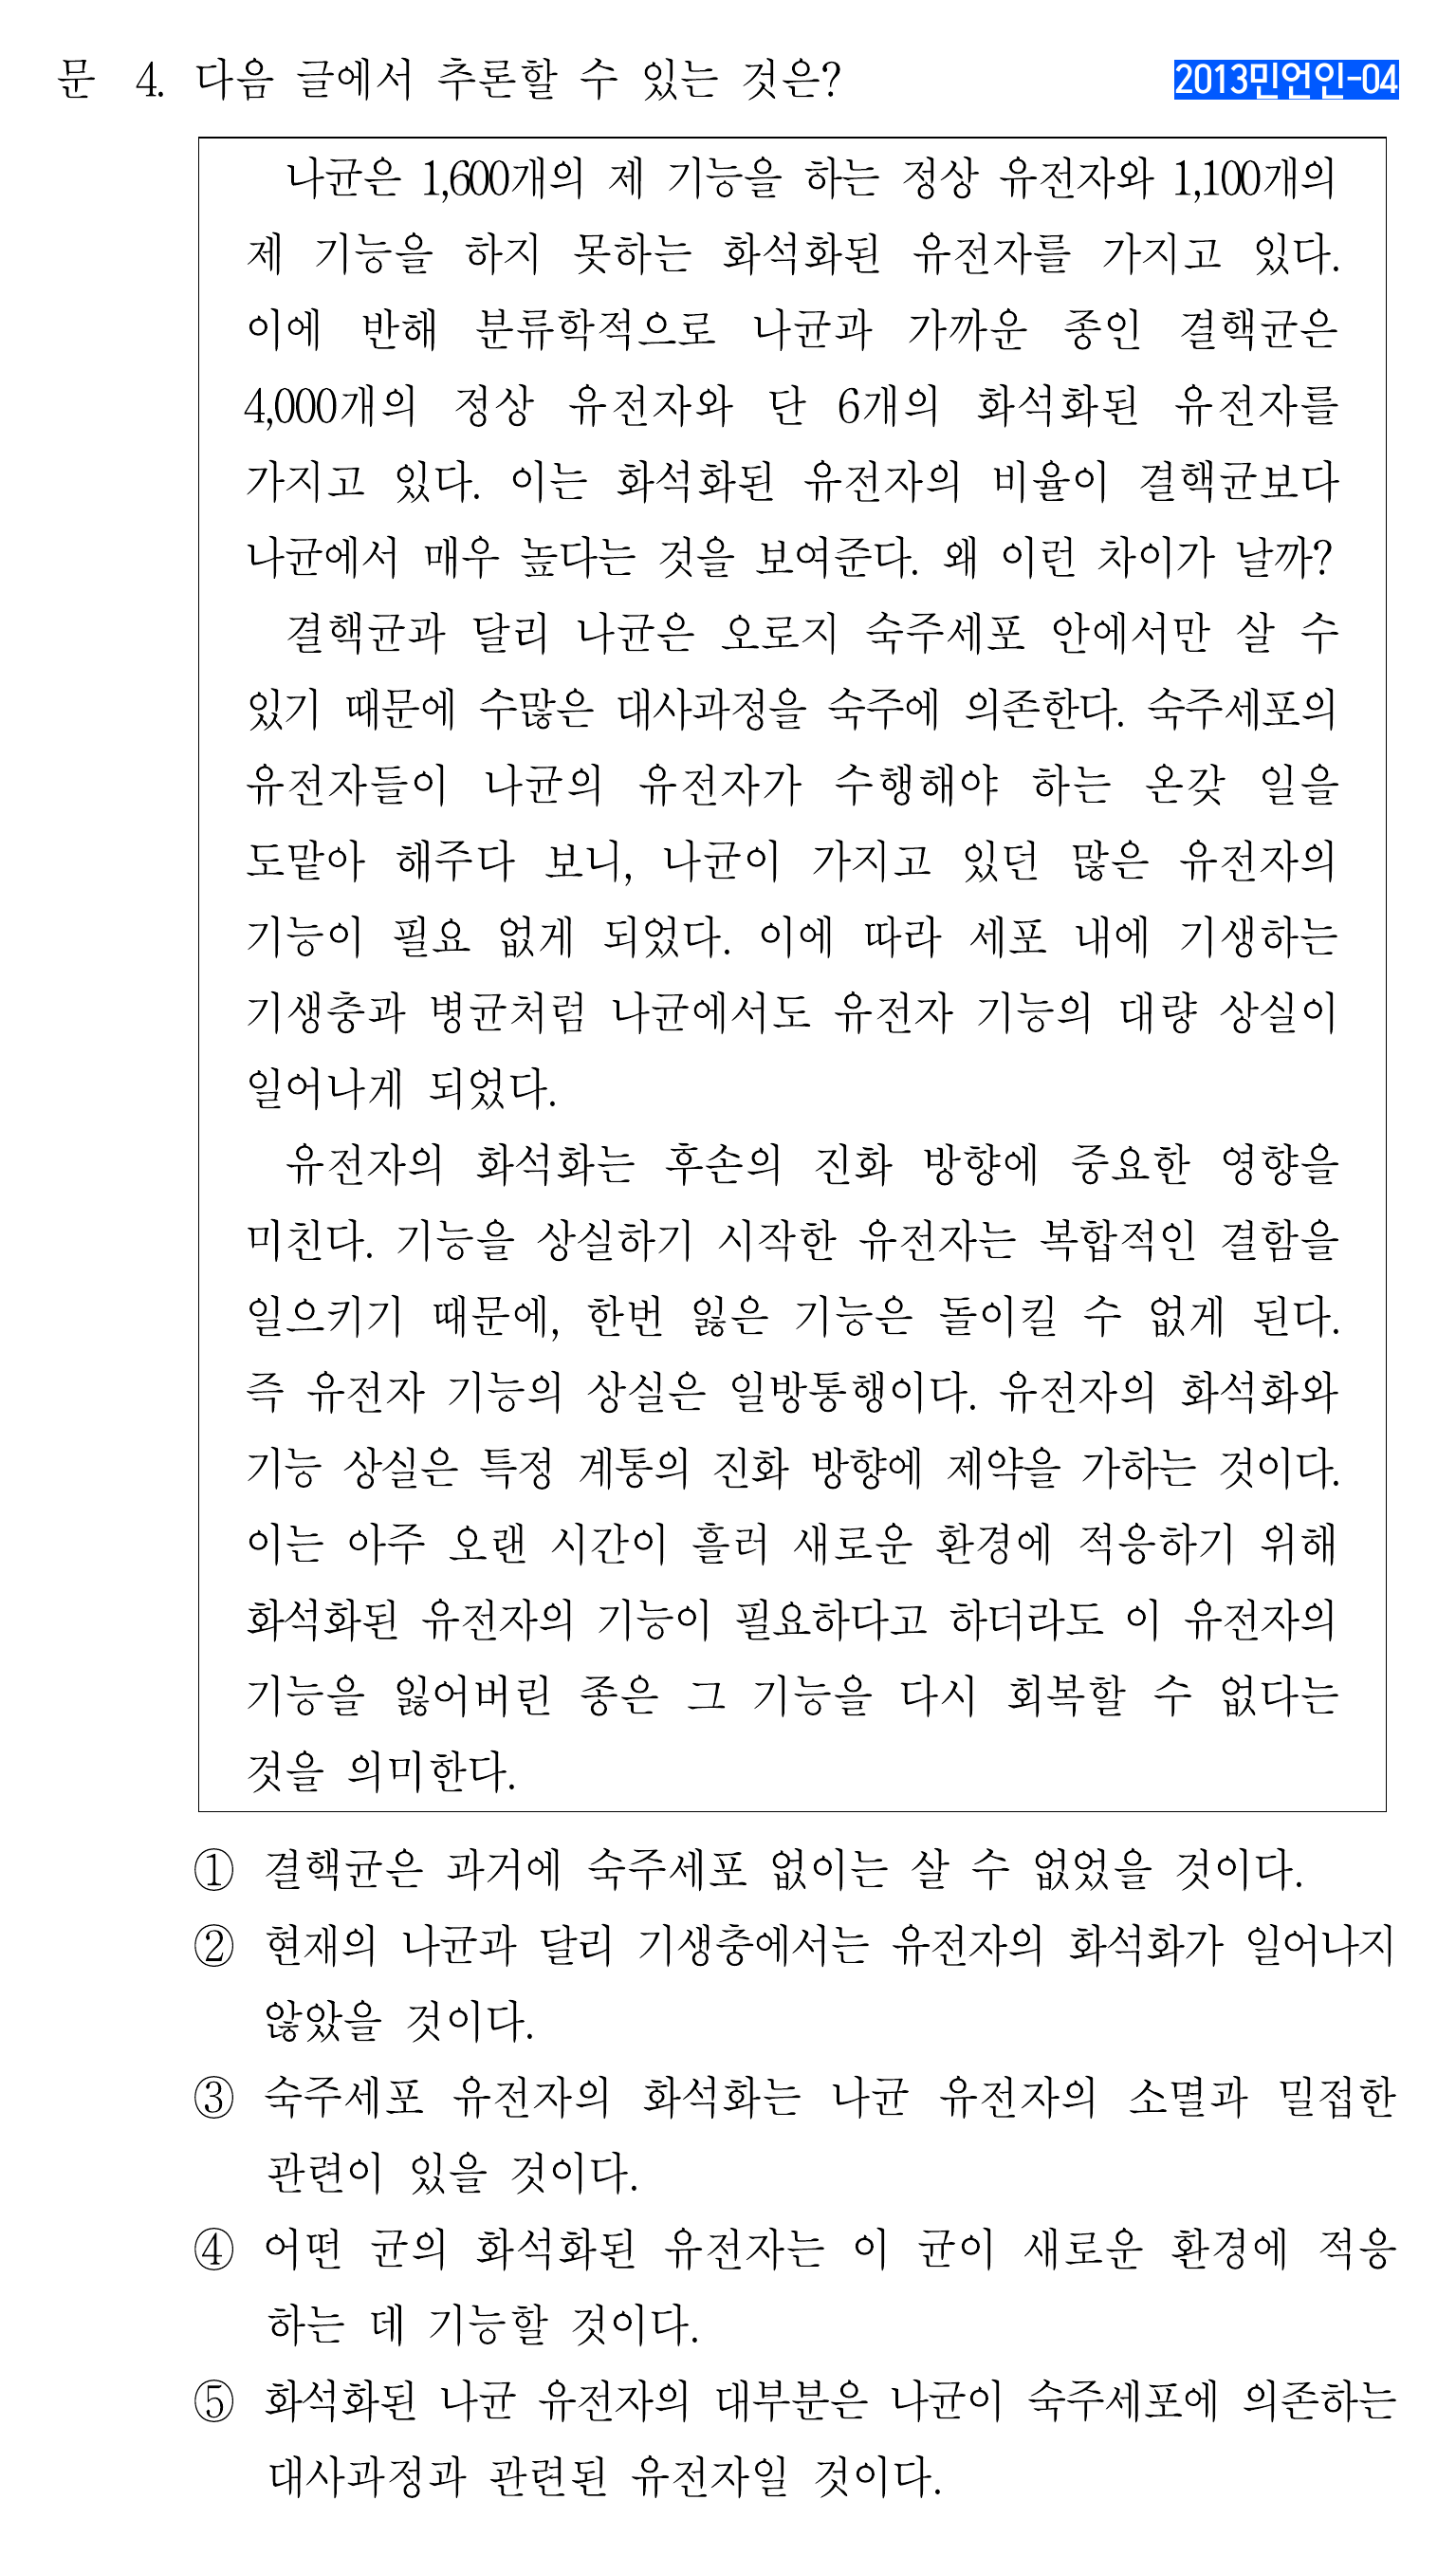 문 4. 다음 글에서 추론할 수 있는 것은?
2013민언인-04
나균은 1,600개의 제 기능을 하는 정상 유전자와 1,100개의
제 기능을 하지 못하는 화석화된 유전자를 가지고 있다.
이에 반해 분류학적으로 나균과 가까운 종인 결핵균은
4,000개의 정상 유전자와 단 6개의 화석화된 유전자를
가지고 있다. 이는 화석화된 유전자의 비율이 결핵균보다
나균에서 매우 높다는 것을 보여준다. 왜 이런 차이가 날까?
결핵균과 달리 나균은 오로지 숙주세포 안에서만 살 수
있기 때문에 수많은 대사과정을 숙주에 의존한다. 숙주세포의
유전자들이 나균의 유전자가 수행해야 하는 온갖 일을
도맡아 해주다 보니, 나균이 가지고 있던 많은 유전자의
기능이 필요 없게 되었다. 이에 따라 세포 내에 기생하는
기생충과 병균처럼 나균에서도 유전자 기능의 대량 상실이
일어나게 되었다.
유전자의 화석화는 후손의 진화 방향에 중요한 영향을
미친다. 기능을 상실하기 시작한 유전자는 복합적인 결함을
일으키기 때문에, 한번 잃은 기능은 돌이킬 수 없게 된다.
즉 유전자 기능의 상실은 일방통행이다. 유전자의 화석화와
기능 상실은 특정 계통의 진화 방향에 제약을 가하는 것이다.
이는 아주 오랜 시간이 흘러 새로운 환경에 적응하기 위해
화석화된 유전자의 기능이 필요하다고 하더라도 이 유전자의
기능을 잃어버린 종은 그 기능을 다시 회복할 수 없다는
것을 의미한다.
① 결핵균은 과거에 숙주세포 없이는 살 수 없었을 것이다.
② 현재의 나균과 달리 기생충에서는 유전자의 화석화가 일어나지
않았을 것이다.
③ 숙주세포 유전자의 화석화는 나균 유전자의 소멸과 밀접한
관련이 있을 것이다.
④ 어떤 균의 화석화된 유전자는 이 균이 새로운 환경에 적응
하는 데 기능할 것이다.
⑤ 화석화된 나균 유전자의 대부분은 나균이 숙주세포에 의존하는
대사과정과 관련된 유전자일 것이다.